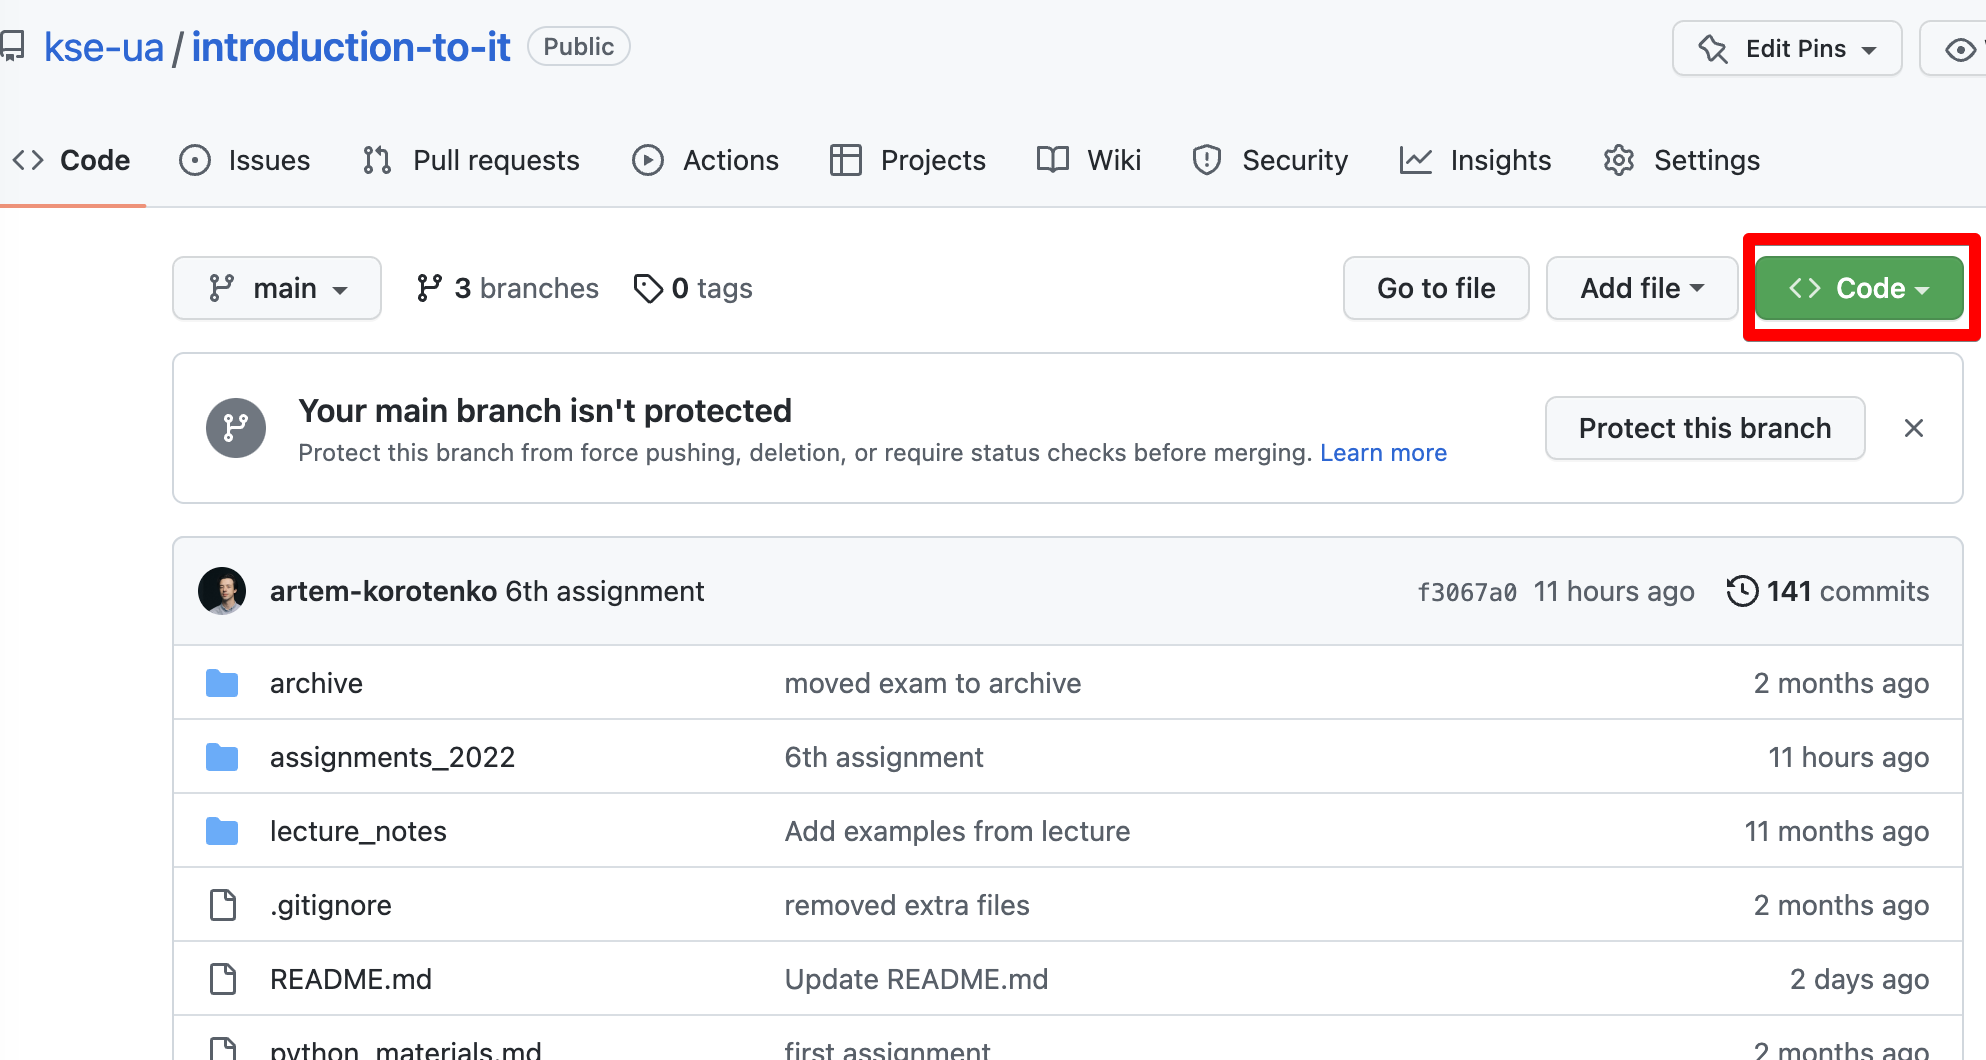 kse-ua / introduction-to-it Public Edit Pins
Code Issues Pull requests Actions Projects Wiki Security Insights Settings
main 3 branches 0 tags Go to file Add file Code
Your main branch isn't protected
Protect this branch from force pushing, deletion, or require status checks before merging. Learn more
Protect this branch
artem-korotenko 6th assignment f3067a0 11 hours ago 141 commits
archive moved exam to archive 2 months ago
assignments_2022 6th assignment 11 hours ago
lecture_notes Add examples from lecture 11 months ago
.gitignore removed extra files 2 months ago
README.md Update README.md 2 days ago
python_materials.md first assignment 2 months ago